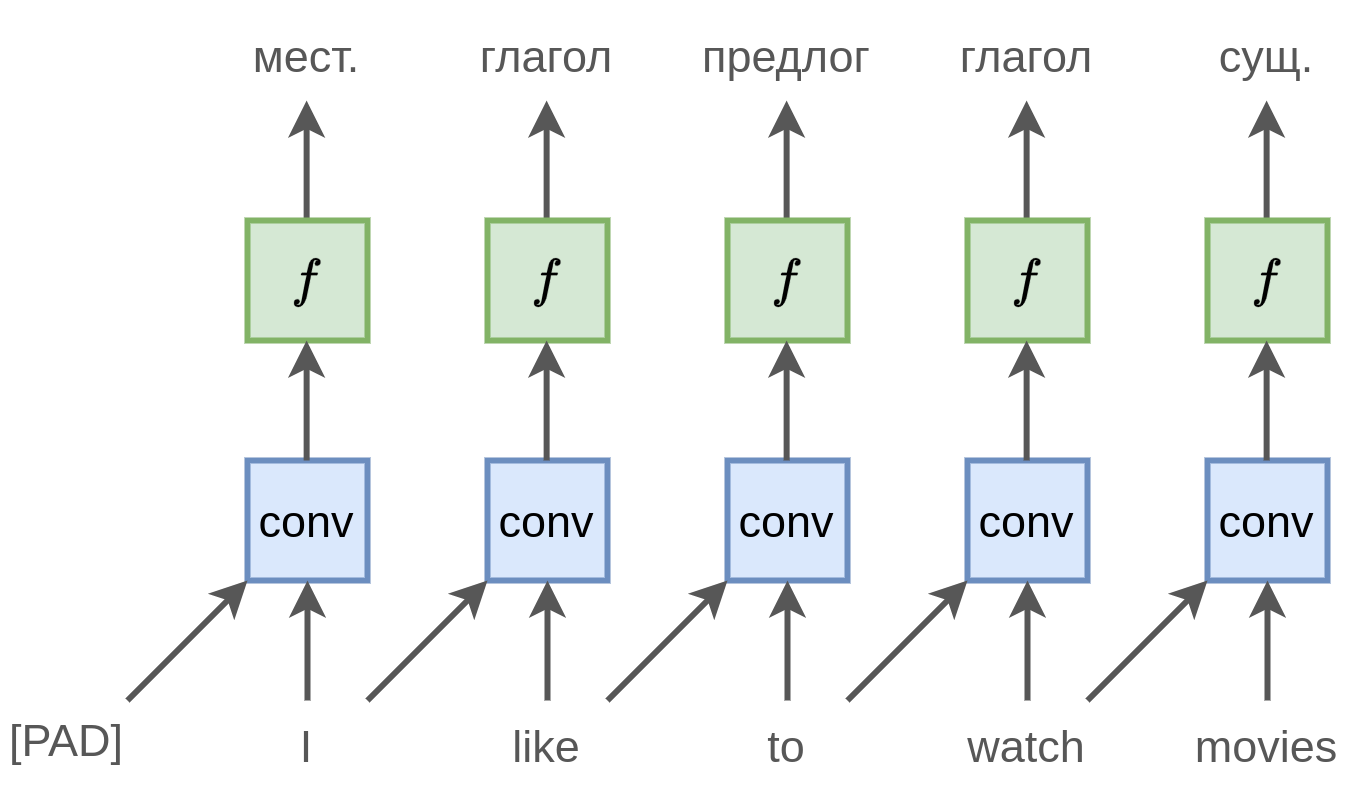 мест. глагол предлог глагол сущ.
f f f f f
conv conv conv conv conv
[PAD] I like to watch movies